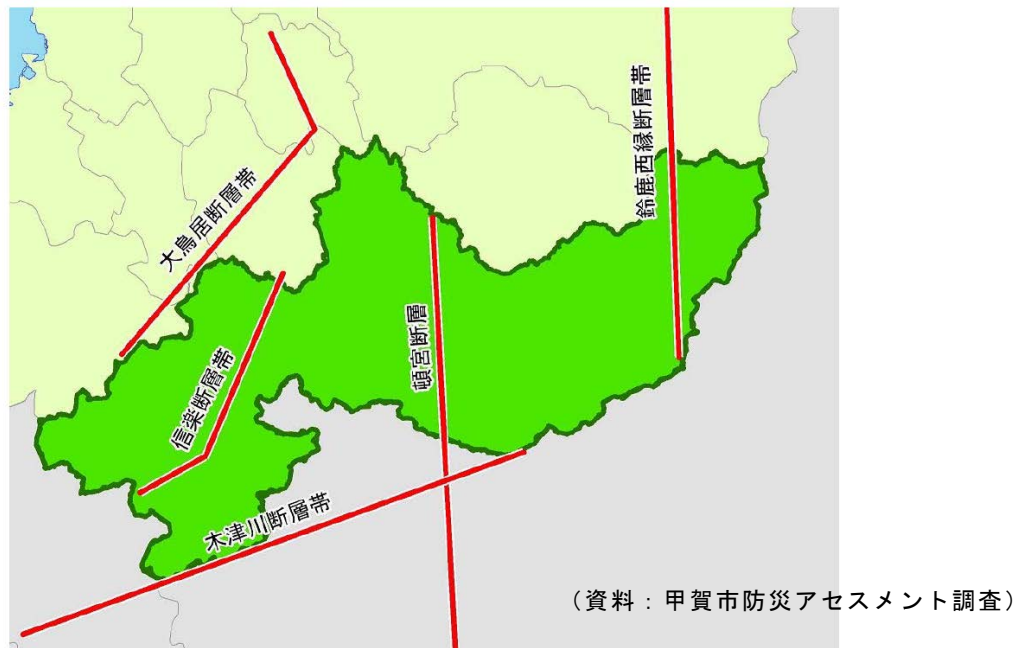 鈴鹿西縁断層帯
大鳥居断層帯
頓宮断層
信楽断層帯
木津川断層帯
（資料：甲賀市防災アセスメント調査）